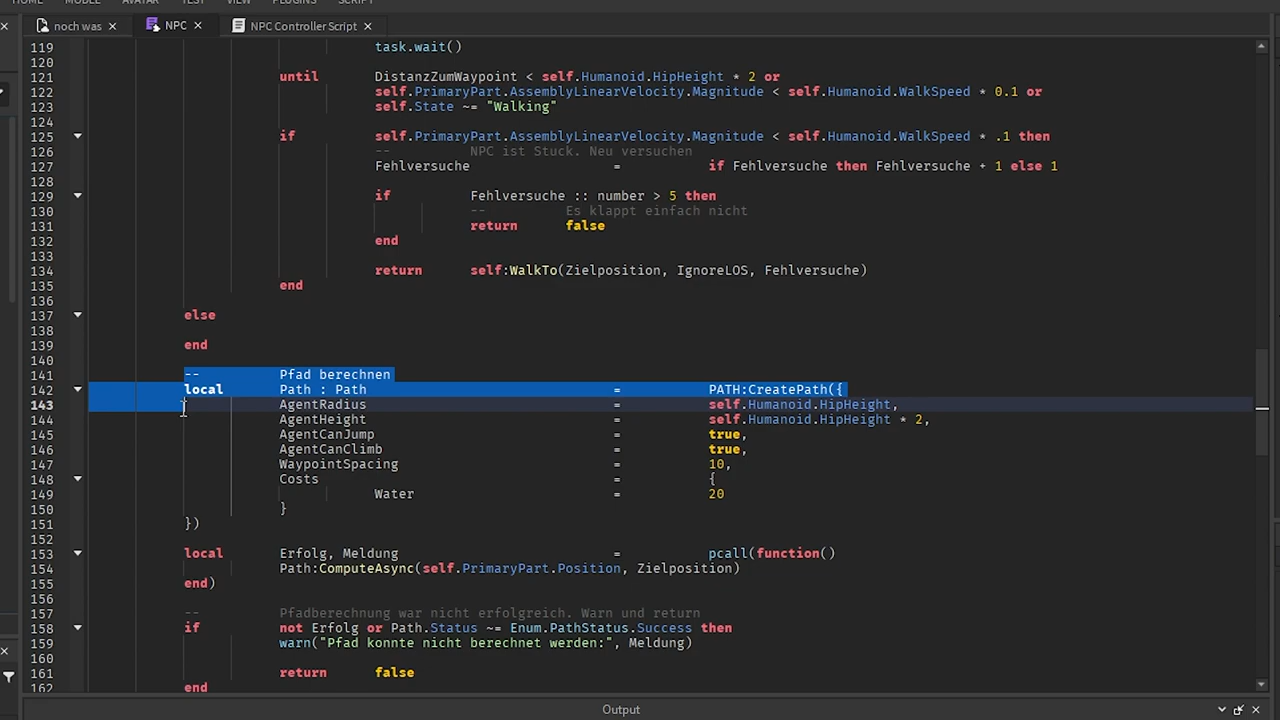 HOME MODEL AVATAR TEST VIEW PLUGINS SCRIPT
noch was NPC NPC Controller Script
119 task.wait()
120
121 until DistanzZumWaypoint < self.Humanoid.HipHeight * 2 or
122 self.PrimaryPart.AssemblyLinearVelocity.Magnitude < self.Humanoid.WalkSpeed * 0.1 or
123 self.State ~= "Walking"
124
125 if self.PrimaryPart.AssemblyLinearVelocity.Magnitude < self.Humanoid.WalkSpeed * .1 then
126 -- NPC ist Stuck. Neu versuchen
127 Fehlversuche = if Fehlversuche then Fehlversuche + 1 else 1
128
129 if Fehlversuche :: number > 5 then
130 -- Es klappt einfach nicht
131 return false
132 end
133
134 return self:WalkTo(Zielposition, IgnoreLOS, Fehlversuche)
135 end
136
137 else
138
139 end
140
141 -- Pfad berechnen
142 local Path : Path = PATH:CreatePath({
143 AgentRadius = self.Humanoid.HipHeight,
144 AgentHeight = self.Humanoid.HipHeight * 2,
145 AgentCanJump = true,
146 AgentCanClimb = true,
147 WaypointSpacing = 10,
148 Costs = {
149 Water = 20
150 }
151 })
152
153 local Erfolg, Meldung = pcall(function()
154 Path:ComputeAsync(self.PrimaryPart.Position, Zielposition)
155 end)
156
157 -- Pfadberechnung war nicht erfolgreich. Warn und return
158 if not Erfolg or Path.Status ~= Enum.PathStatus.Success then
159 warn("Pfad konnte nicht berechnet werden:", Meldung)
160
161 return false
162 end
Output